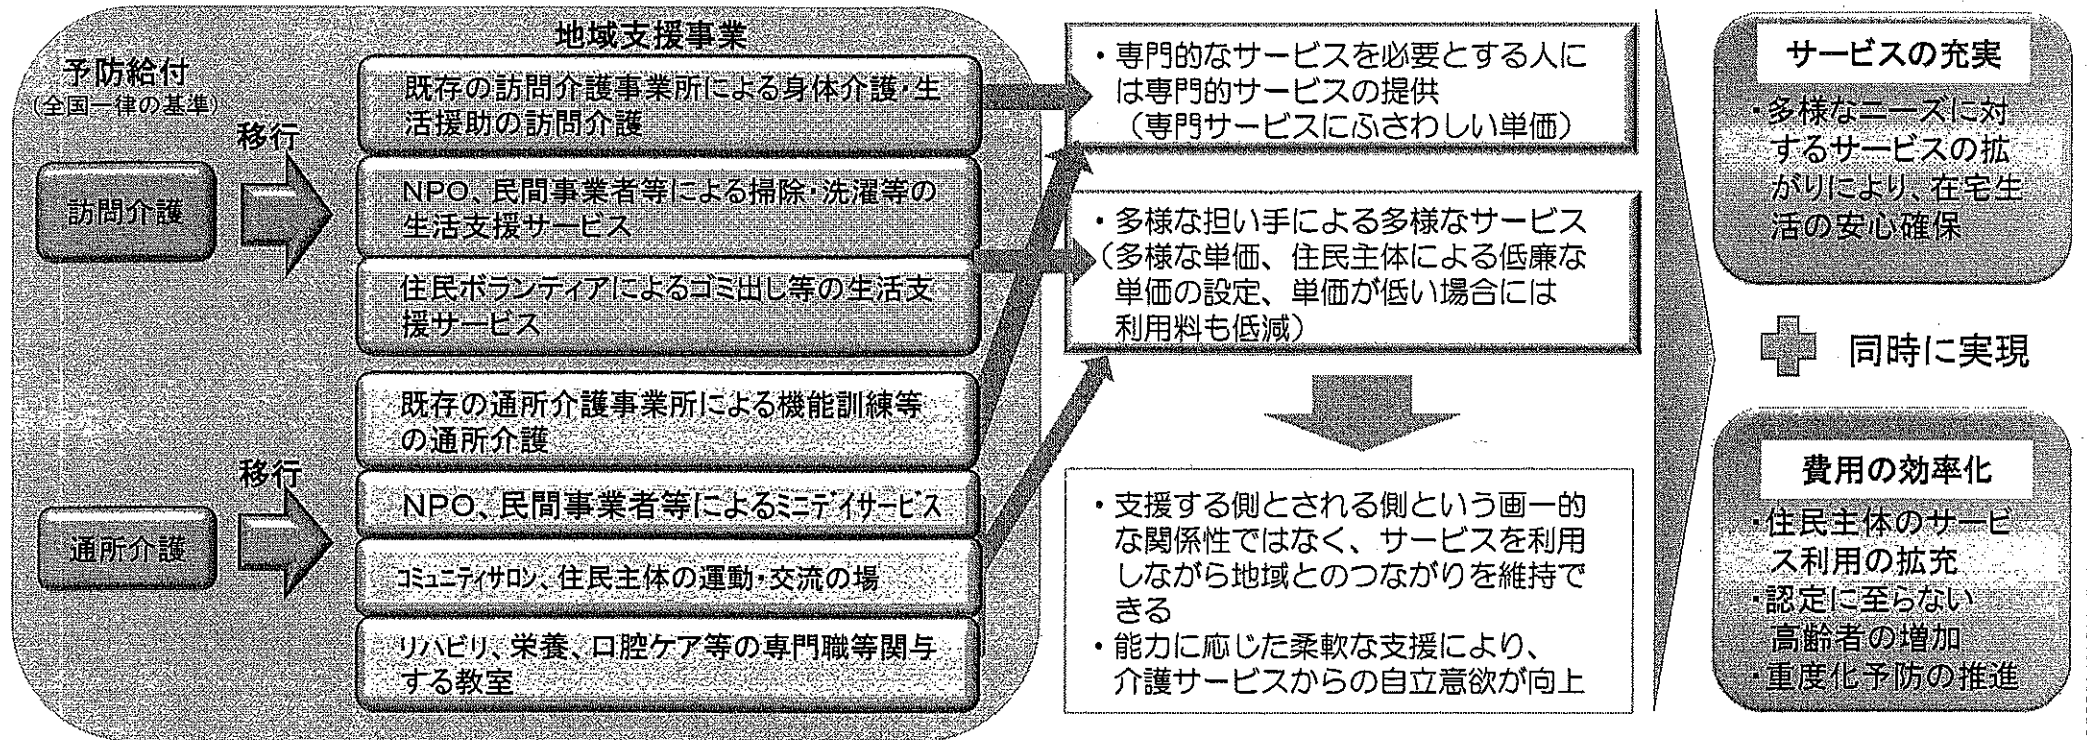 地域支援事業
予防給付
(全国一律の基準)
移行
訪問介護
既存の訪問介護事業所による身体介護・生
活援助の訪問介護
NPO、民間事業者等による掃除・洗濯等の
生活支援サービス
住民ボランティアによるゴミ出し等の生活支
援サービス
移行
通所介護
既存の通所介護事業所による機能訓練等
の通所介護
NPO、民間事業者等によるミニデイサービス
コミュニティサロン、住民主体の運動・交流の場
リハビリ、栄養、口腔ケア等の専門職等関与
する教室
・専門的なサービスを必要とする人に
は専門的サービスの提供
(専門サービスにふさわしい単価)
・多様な担い手による多様なサービス
(多様な単価、住民主体による低廉な
単価の設定、単価が低い場合には
利用料も低減)
・支援する側とされる側という画一的
な関係性ではなく、サービスを利用
しながら地域とのつながりを維持で
きる
・能力に応じた柔軟な支援により、
介護サービスからの自立意欲が向上
サービスの充実
・多様なニーズに対
するサービスの拡
がりにより、在宅生
活の安心確保
同時に実現
費用の効率化
・住民主体のサービ
ス利用の拡充
・認定に至らない
高齢者の増加
・重度化予防の推進